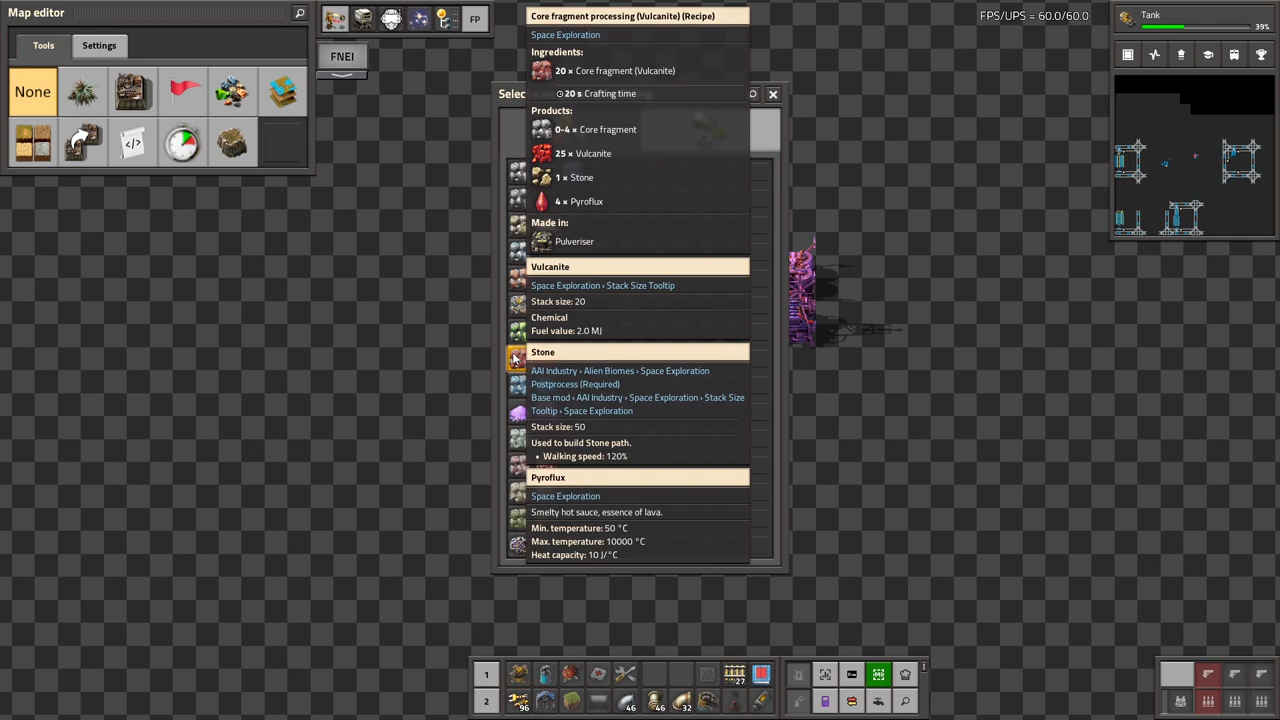 Map editor
Tools
Settings
None
FP
FNEI
Selec
Core fragment processing (Vulcanite) (Recipe)
Space Exploration
Ingredients:
20 × Core fragment (Vulcanite)
20 s Crafting time
Products:
0-4 × Core fragment
25 × Vulcanite
1 × Stone
4 × Pyroflux
Made in:
Pulveriser
Vulcanite
Space Exploration › Stack Size Tooltip
Stack size: 20
Chemical
Fuel value: 2.0 MJ
Stone
AAI Industry › Alien Biomes › Space Exploration
Postprocess (Required)
Base mod › AAI Industry › Space Exploration › Stack Size
Tooltip › Space Exploration
Stack size: 50
Used to build Stone path.
• Walking speed: 120%
Pyroflux
Space Exploration
Smelty hot sauce, essence of lava.
Min. temperature: 50 °C
Max. temperature: 10000 °C
Heat capacity: 10 J/°C
FPS/UPS = 60.0/60.0
Tank
39%
1
27
2
96
46
46
32